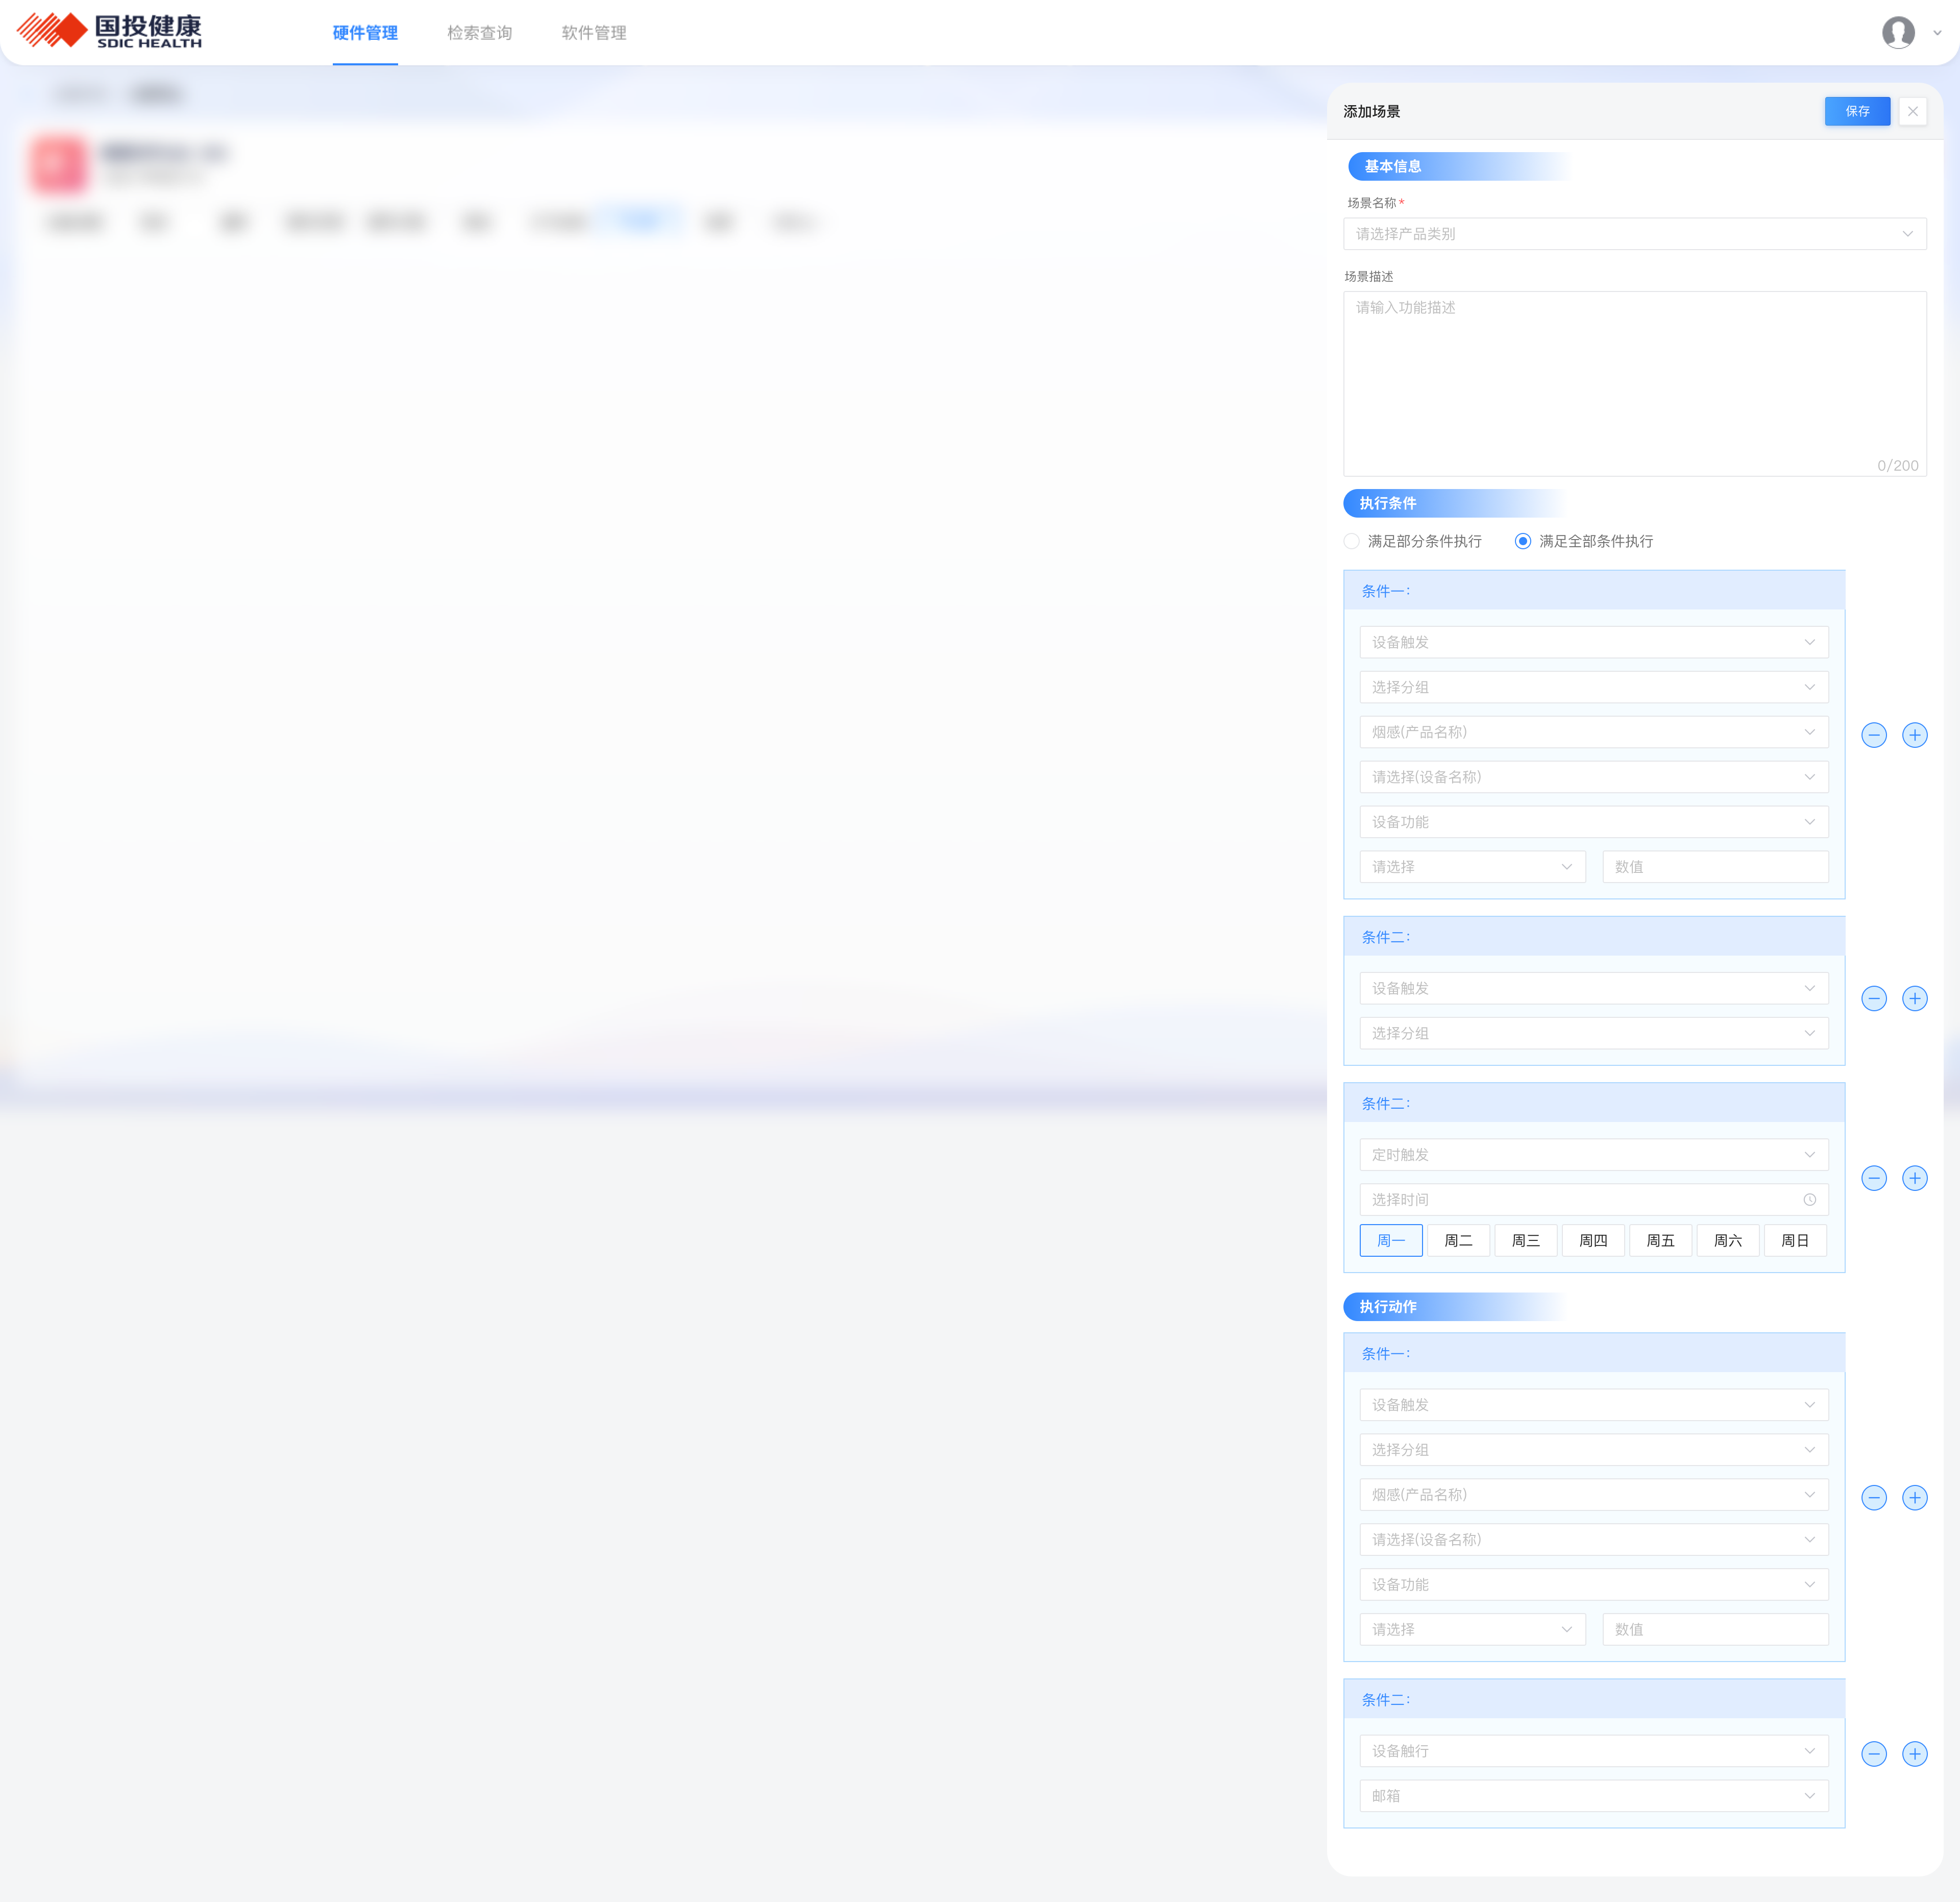 国投健康
SDIC HEALTH
硬件管理 检索查询 软件管理
添加场景 保存
基本信息
场景名称*
请选择产品类别
场景描述
请输入功能描述
0/200
执行条件
满足部分条件执行 满足全部条件执行
条件一：
设备触发
选择分组
烟感(产品名称)
请选择(设备名称)
设备功能
请选择 数值
条件二：
设备触发
选择分组
条件二：
定时触发
选择时间
周一 周二 周三 周四 周五 周六 周日
执行动作
条件一：
设备触发
选择分组
烟感(产品名称)
请选择(设备名称)
设备功能
请选择 数值
条件二：
设备触行
邮箱